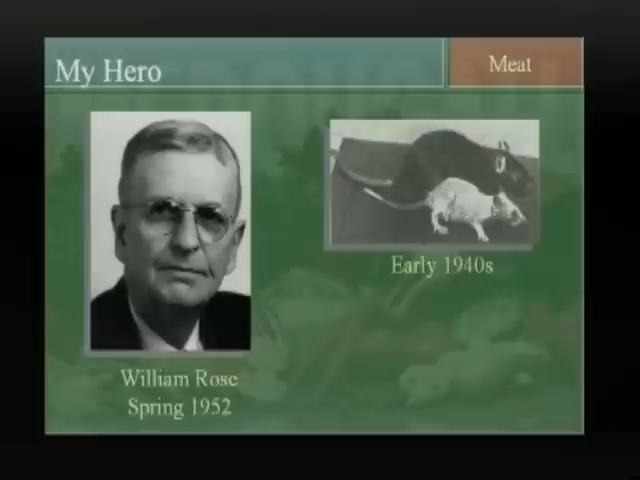 My Hero
Meat
Early 1940s
William Rose
Spring 1952